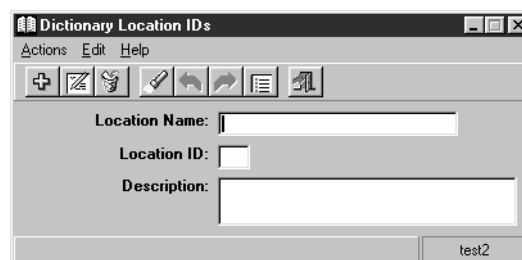 Dictionary Location IDs
Actions Edit Help
Location Name:
Location ID:
Description:
test2